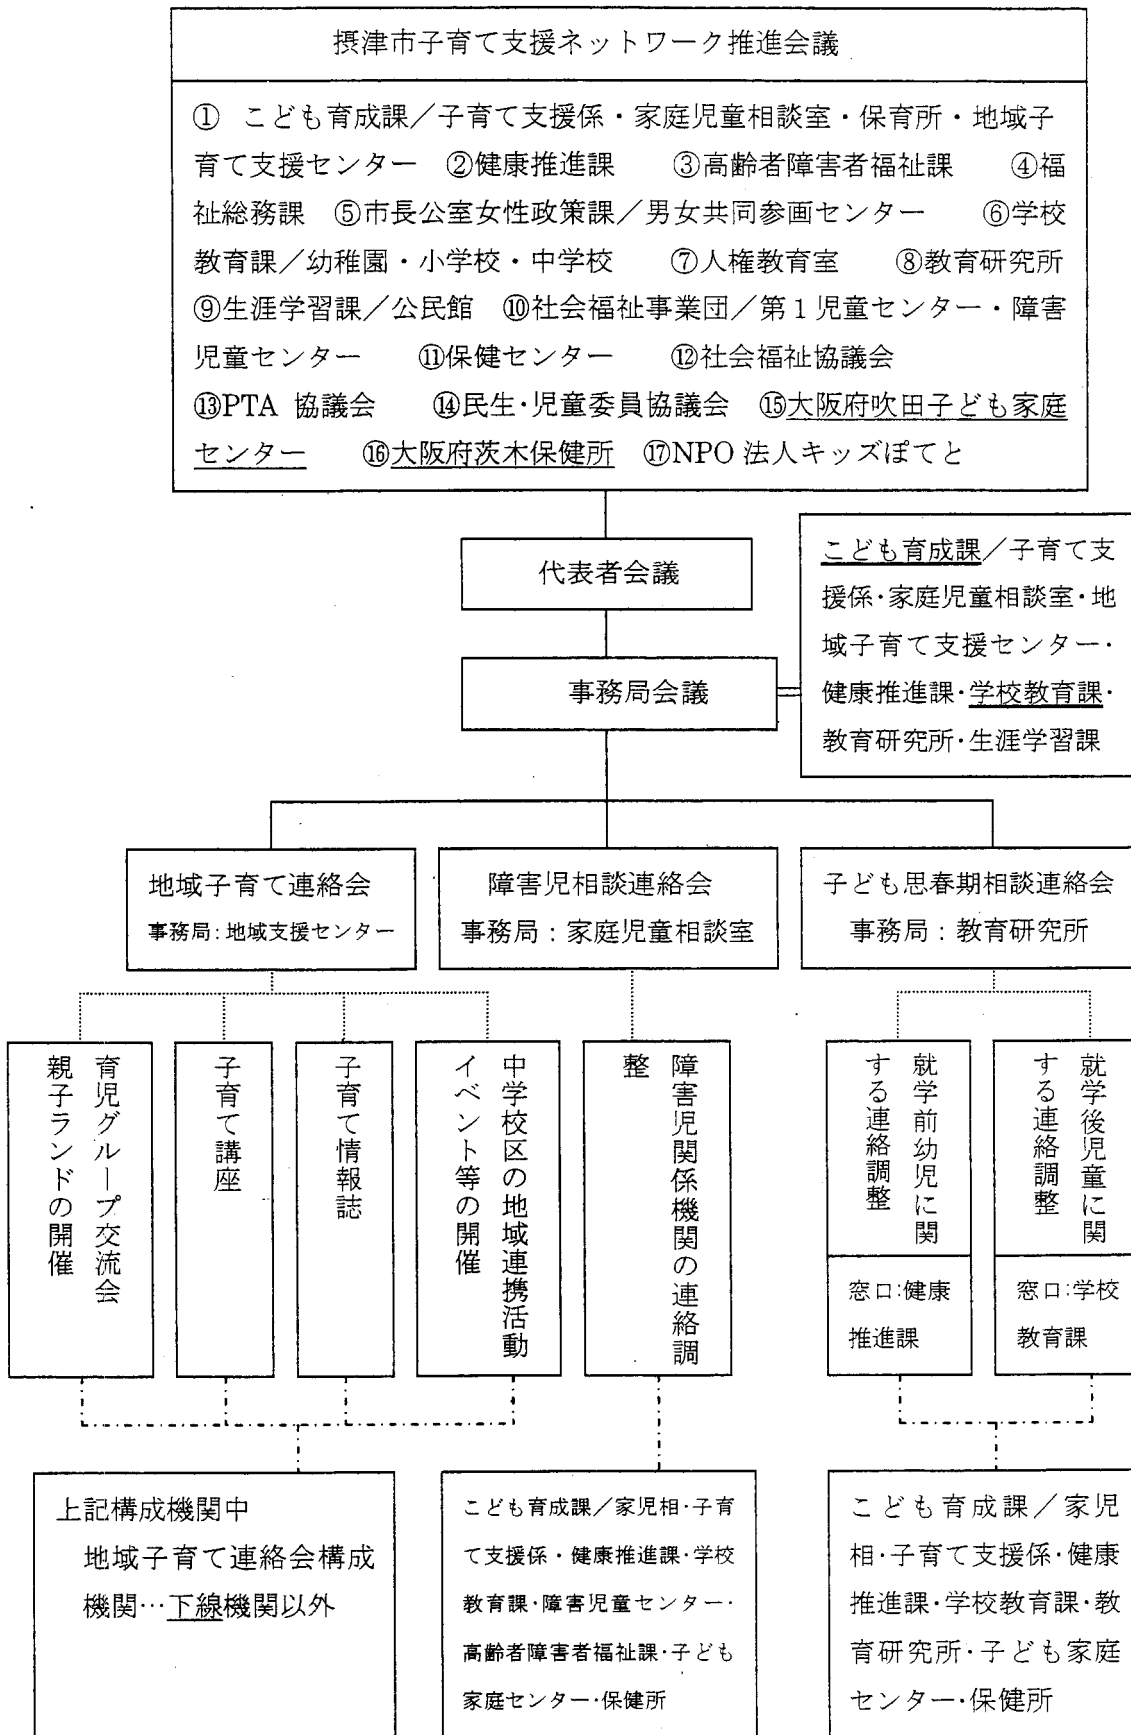 摂津市子育て支援ネットワーク推進会議
① こども育成課／子育て支援係・家庭児童相談室・保育所・地域子
育て支援センター ②健康推進課 ③高齢者障害者福祉課 ④福
祉総務課 ⑤市長公室女性政策課／男女共同参画センター ⑥学校
教育課／幼稚園・小学校・中学校 ⑦人権教育室 ⑧教育研究所
⑨生涯学習課／公民館 ⑩社会福祉事業団／第１児童センター・障害
児童センター ⑪保健センター ⑫社会福祉協議会
⑬PTA 協議会 ⑭民生・児童委員協議会 ⑮大阪府吹田子ども家庭
センター ⑯大阪府茨木保健所 ⑰NPO 法人キッズぽてと
代表者会議
事務局会議
こども育成課／子育て支
援係・家庭児童相談室・地
域子育て支援センター・
健康推進課・学校教育課・
教育研究所・生涯学習課
地域子育て連絡会
事務局：地域支援センター
障害児相談連絡会
事務局：家庭児童相談室
子ども思春期相談連絡会
事務局：教育研究所
育児グループ交流会
親子ランドの開催
子育て講座
子育て情報誌
中学校区の地域連携活動
イベント等の開催
障害児関係機関の連絡調
整
就学前幼児に関
する連絡調整
窓口：健康
推進課
就学後児童に関
する連絡調整
窓口：学校
教育課
上記構成機関中
地域子育て連絡会構成
機関…下線機関以外
こども育成課／家児相・子育
て支援係・健康推進課・学校
教育課・障害児童センター・
高齢者障害者福祉課・子ども
家庭センター・保健所
こども育成課／家児
相・子育て支援係・健康
推進課・学校教育課・教
育研究所・子ども家庭
センター・保健所